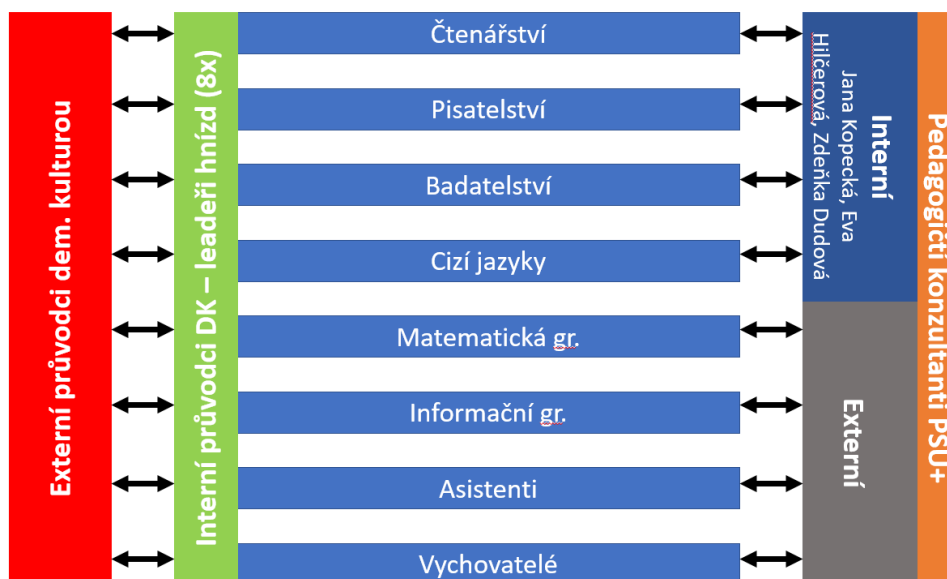 Externí průvodci dem. kulturou
Interní průvodci DK – leadeři hnízd (8x)
Čtenářství
Pisatelství
Badatelství
Cizí jazyky
Matematická gr.
Informační gr.
Asistenti
Vychovatelé
Interní
Jana Kopecká, Eva
Hilčerová, Zdeňka Dudová
Externí
Pedagogičtí konzultanti PSU+